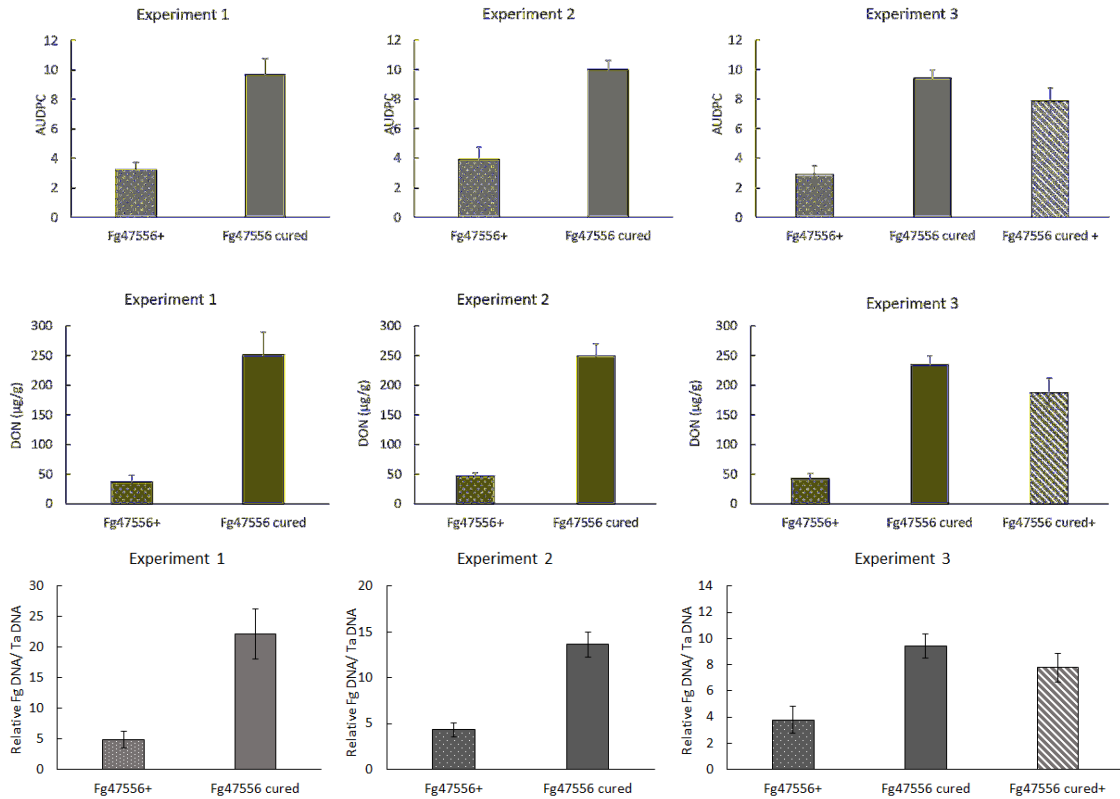 Experiment 1
12
10
8
6
4
2
0
AUDPC
Fg47556+ Fg47556 cured
Experiment 2
12
10
8
6
4
2
0
AUDPC
Fg47556+ Fg47556 cured
Experiment 3
12
10
8
6
4
2
0
AUDPC
Fg47556+ Fg47556 cured Fg47556 cured +
Experiment 1
300
250
200
150
100
50
0
DON (µg/g)
Fg47556+ Fg47556 cured
Experiment 2
300
250
200
150
100
50
0
DON (µg/g)
Fg47556+ Fg47556 cured
Experiment 3
300
250
200
150
100
50
0
DON (µg/g)
Fg47556+ Fg47556 cured Fg47556 cured+
Experiment 1
30
25
20
15
10
5
0
Relative Fg DNA/ Ta DNA
Fg47556+ Fg47556 cured
Experiment 2
20
15
10
5
0
Relative Fg DNA/ Ta DNA
Fg47556+ Fg47556 cured
Experiment 3
14
12
10
8
6
4
2
0
Relative Fg DNA/ Ta DNA
Fg47556+ Fg47556 cured Fg47556 cured+